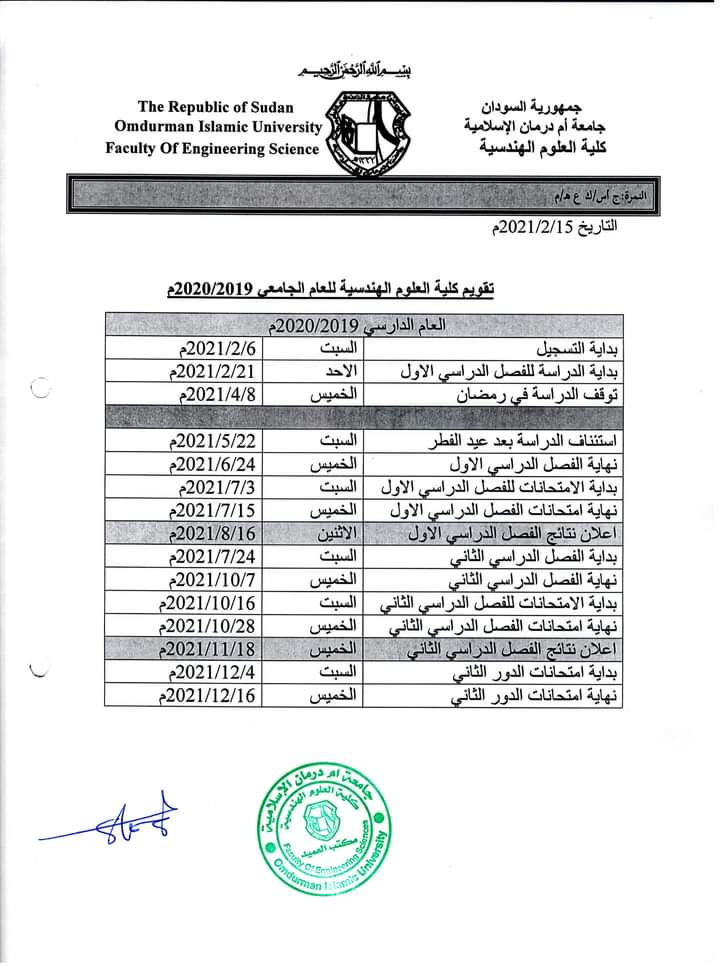 بسم الله الرحمن الرحيم
جمهورية السودان
جامعة أم درمان الإسلامية
كلية العلوم الهندسية
The Republic of Sudan
Omdurman Islamic University
Faculty Of Engineering Science
النمرة: ج أس/ك ع ه/م
التاريخ 2021/2/15م
تقويم كلية العلوم الهندسية للعام الجامعي 2020/2019م
العام الدارسي 2020/2019م
بداية التسجيل السبت 2021/2/6م
بداية الدراسة للفصل الدراسي الاول الاحد 2021/2/21م
توقف الدراسة في رمضان الخميس 2021/4/8م
استئناف الدراسة بعد عيد الفطر السبت 2021/5/22م
نهاية الفصل الدراسي الاول الخميس 2021/6/24م
بداية الامتحانات للفصل الدراسي الاول السبت 2021/7/3م
نهاية امتحانات الفصل الدراسي الاول الخميس 2021/7/15م
اعلان نتائج الفصل الدراسي الاول الاثنين 2021/8/16م
بداية الفصل الدراسي الثاني السبت 2021/7/24م
نهاية الفصل الدراسي الثاني الخميس 2021/10/7م
بداية الامتحانات للفصل الدراسي الثاني السبت 2021/10/16م
نهاية امتحانات الفصل الدراسي الثاني الخميس 2021/10/28م
اعلان نتائج الفصل الدراسي الثاني الخميس 2021/11/18م
بداية امتحانات الدور الثاني السبت 2021/12/4م
نهاية امتحانات الدور الثاني الخميس 2021/12/16م
جامعة ام درمان الإسلامية
كلية العلوم الهندسية
مكتب العميد
Faculty Of Engineering Sciences
Omdurman Islamic University